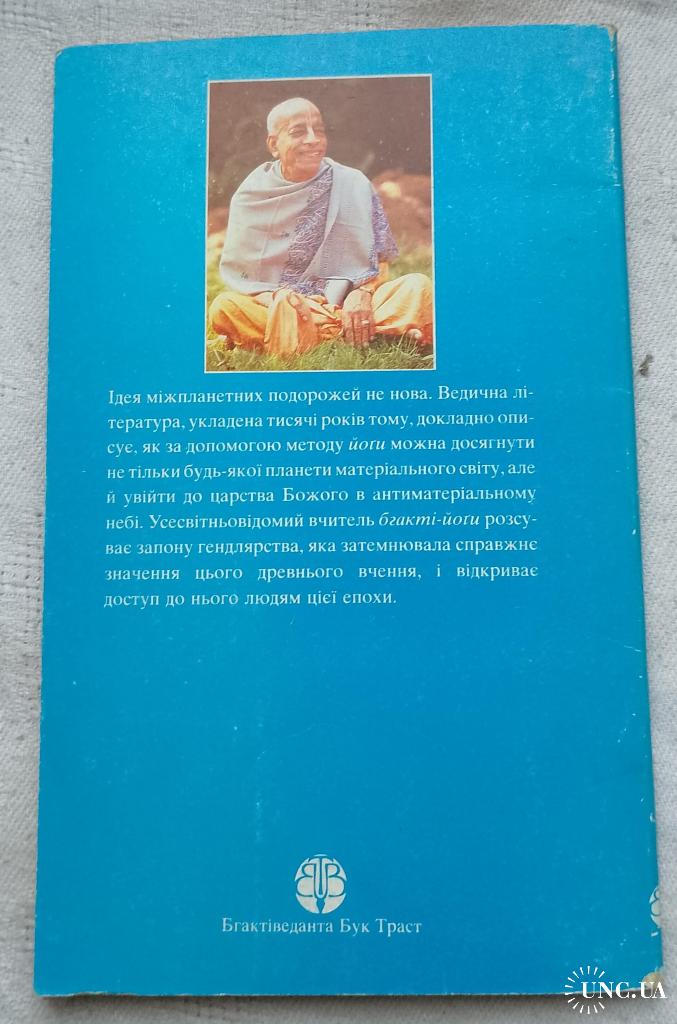 Ідея міжпланетних подорожей не нова. Ведична лі-
тература, укладена тисячі років тому, докладно опи-
сує, як за допомогою методу йоґи можна досягнути
не тільки будь-якої планети матеріального світу, але
й увійти до царства Божого в антиматеріальному
небі. Усесвітньовідомий вчитель бгакті-йоґи розсу-
ває запону гендлярства, яка затемнювала справжнє
значення цього древнього вчення, і відкриває
доступ до нього людям цієї епохи.
BBT
Бгактіведанта Бук Траст
UNC.UA